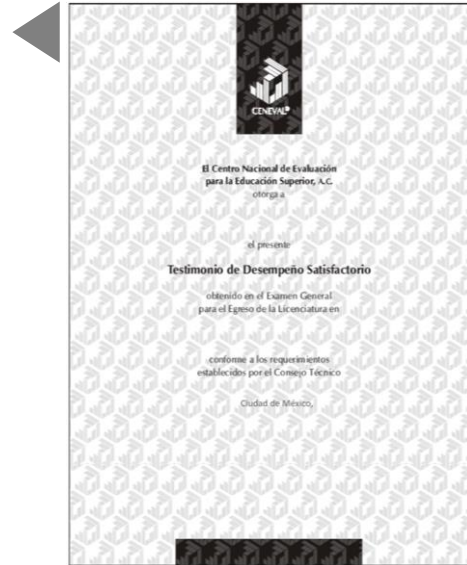 CENEVAL®
El Centro Nacional de Evaluación
para la Educación Superior, A.C.
otorga a
el presente
Testimonio de Desempeño Satisfactorio
obtenido en el Examen General
para el Egreso de la Licenciatura en
conforme a los requerimientos
establecidos por el Consejo Técnico
Ciudad de México,